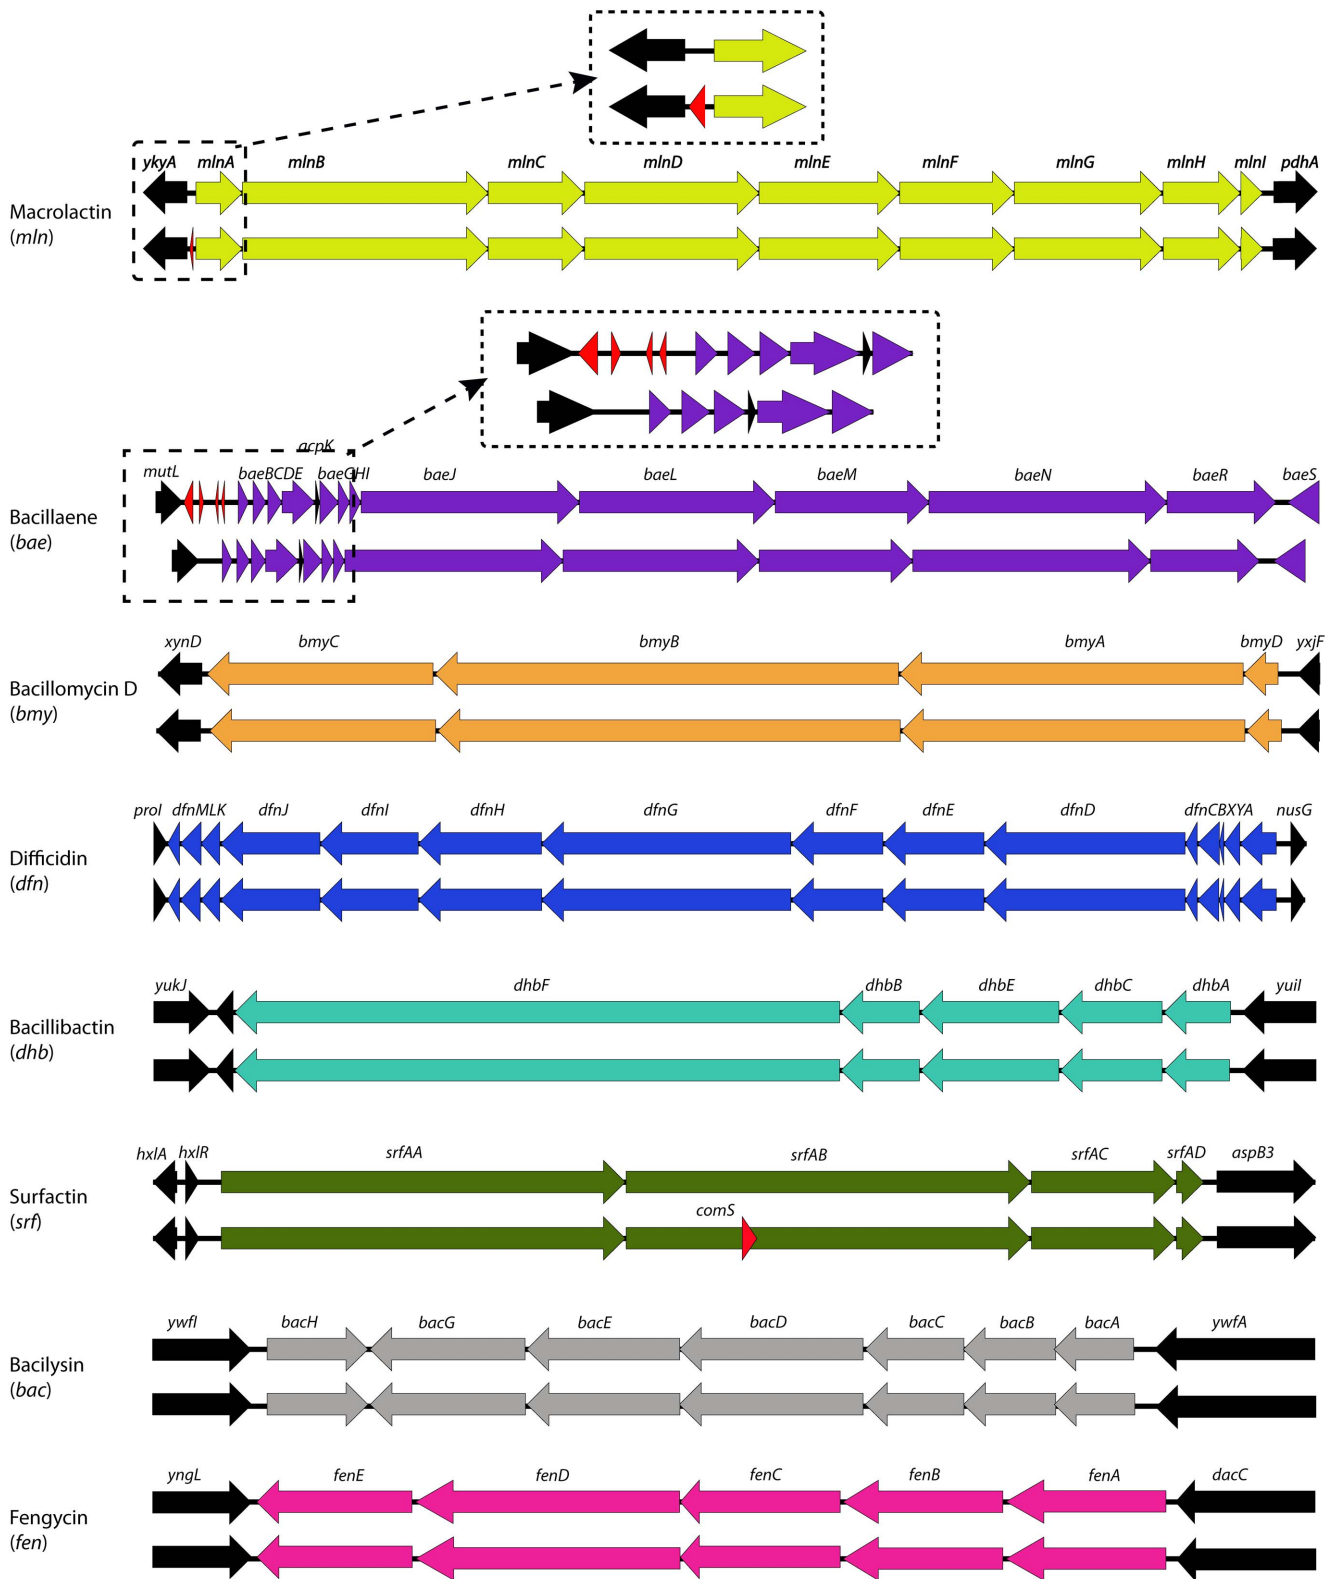 ykyA mlnA mlnB mlnC mlnD mlnE mlnF mlnG mlnH mlnI pdhA
Macrolactin
(mln)
acpK
mutL baeBCDE baeGHI baeJ baeL baeM baeN baeR baeS
Bacillaene
(bae)
xynD bmyC bmyB bmyA bmyD yxjF
Bacillomycin D
(bmy)
proI dfnMLK dfnJ dfnI dfnH dfnG dfnF dfnE dfnD dfnCBXYA nusG
Difficidin
(dfn)
yukJ dhbF dhbB dhbE dhbC dhbA yuiI
Bacillibactin
(dhb)
hxlA hxlR srfAA srfAB srfAC srfAD aspB3
Surfactin
(srf)
comS
ywfI bacH bacG bacE bacD bacC bacB bacA ywfA
Bacilysin
(bac)
yngL fenE fenD fenC fenB fenA dacC
Fengycin
(fen)